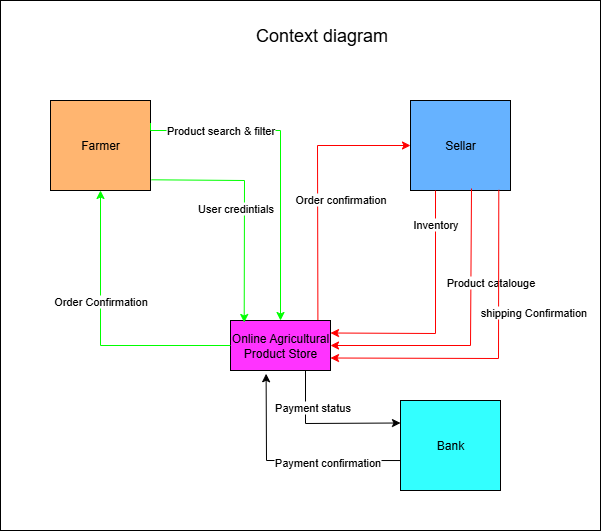 Context diagram
Farmer
Sellar
Product search & filter
User credintials
Order confirmation
Inventory
Product catalouge
shipping Confirmation
Order Confirmation
Online Agricultural
Product Store
Payment status
Bank
Payment confirmation